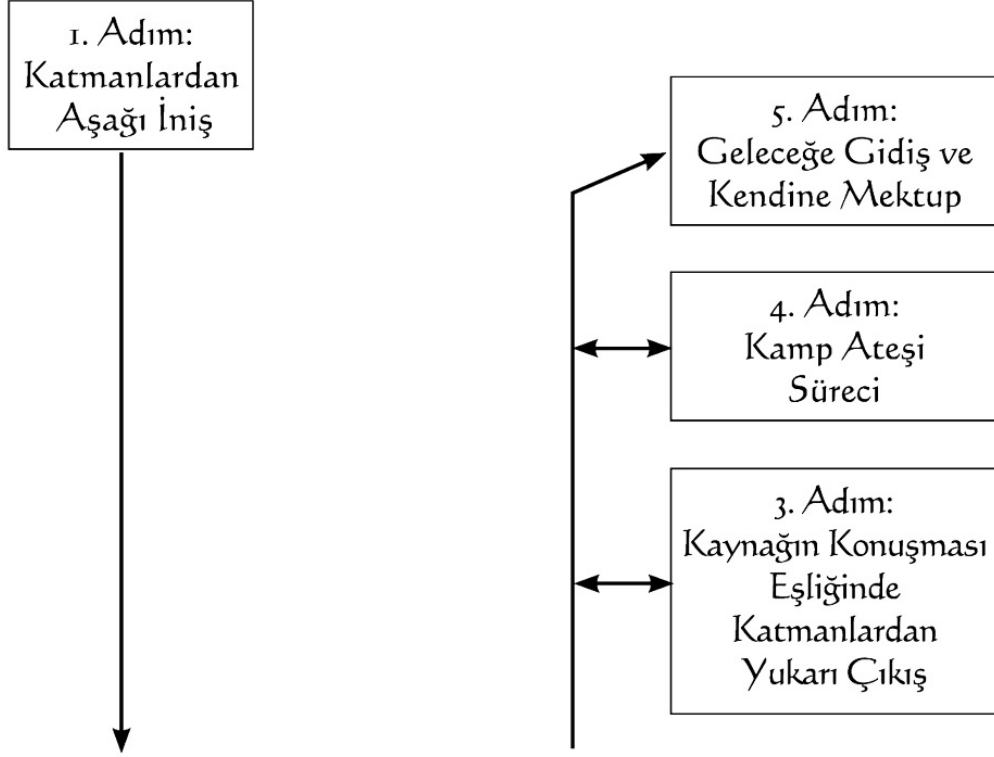 1. Adım:
Katmanlardan
Aşağı İniş
5. Adım:
Geleceğe Gidiş ve
Kendine Mektup
4. Adım:
Kamp Ateşi
Süreci
3. Adım:
Kaynağın Konuşması
Eşliğinde
Katmanlardan
Yukarı Çıkış